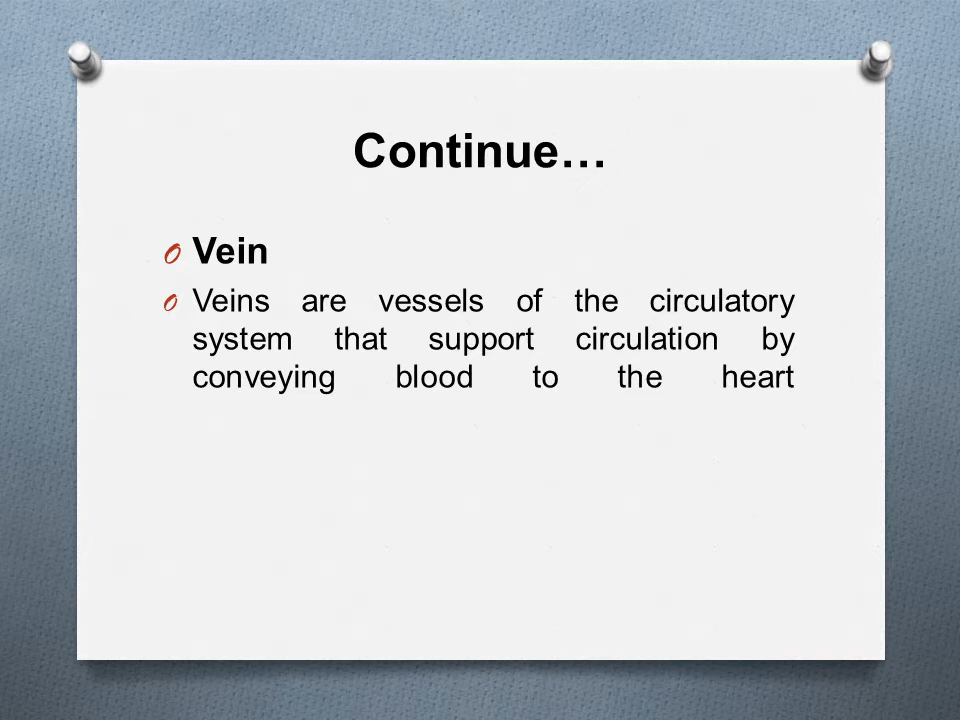 Continue…
Vein
Veins are vessels of the circulatory
system that support circulation by
conveying blood to the heart